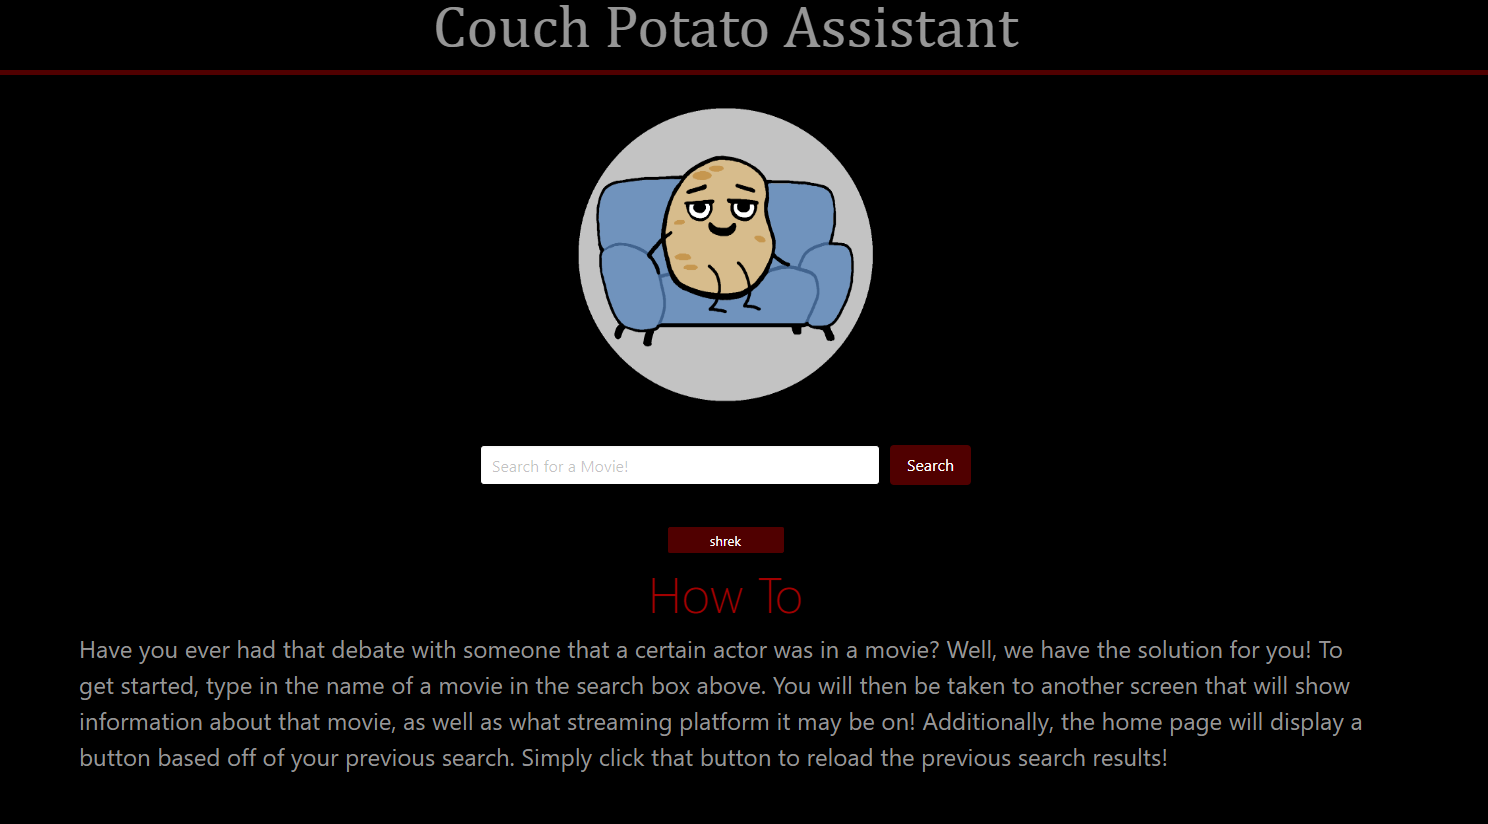 Couch Potato Assistant
Search for a Movie!
Search
shrek
How To
Have you ever had that debate with someone that a certain actor was in a movie? Well, we have the solution for you! To
get started, type in the name of a movie in the search box above. You will then be taken to another screen that will show
information about that movie, as well as what streaming platform it may be on! Additionally, the home page will display a
button based off of your previous search. Simply click that button to reload the previous search results!